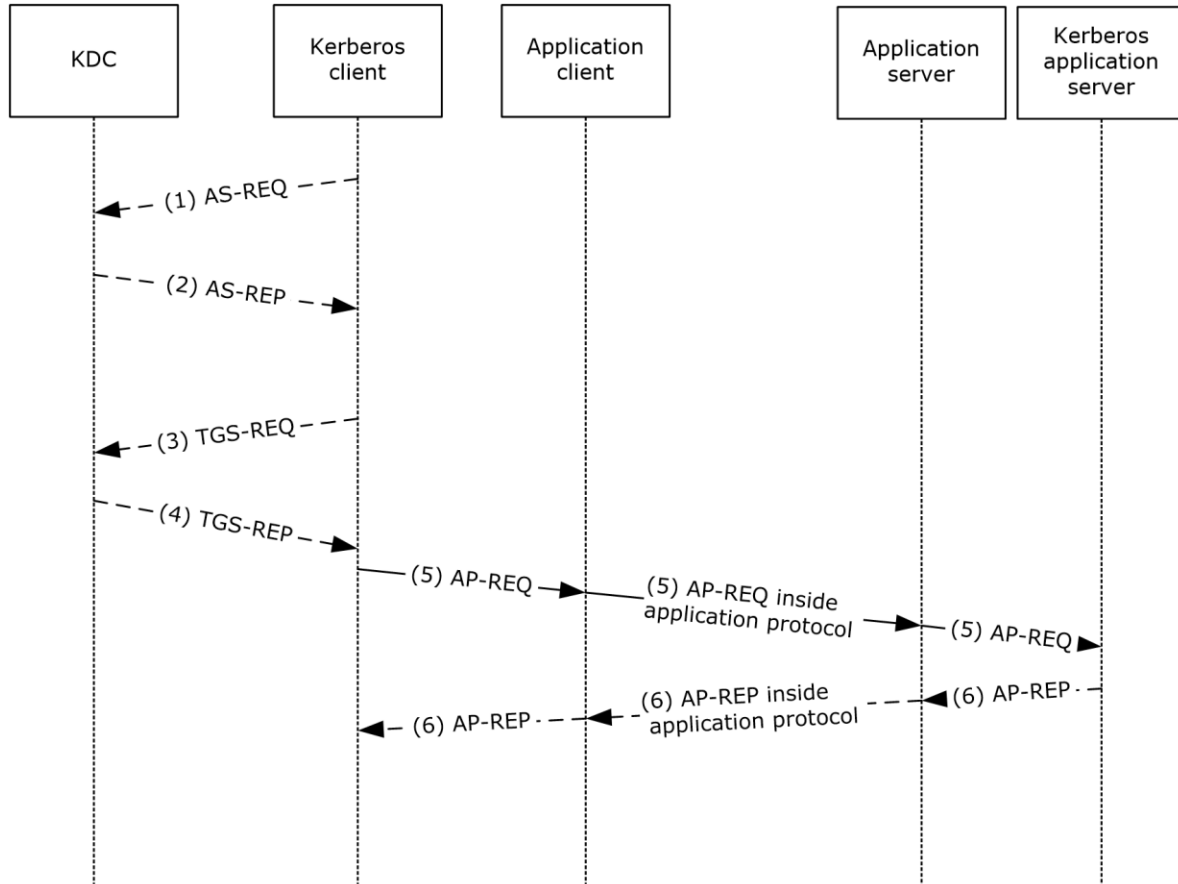 KDC
Kerberos
client
Application
client
Application
server
Kerberos
application
server
(1) AS-REQ
(2) AS-REP
(3) TGS-REQ
(4) TGS-REP
(5) AP-REQ
(5) AP-REQ inside
application protocol
(5) AP-REQ
(6) AP-REP
(6) AP-REP inside
application protocol
(6) AP-REP